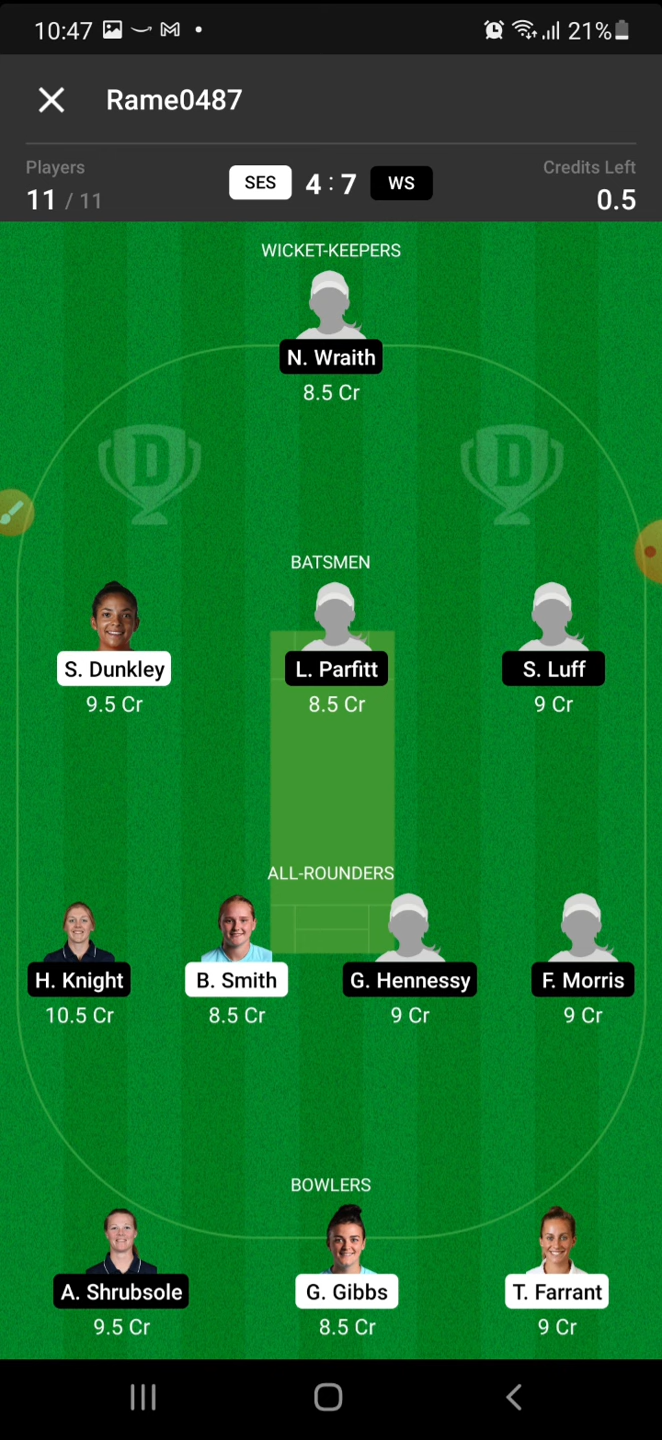 10:47
21%
Rame0487
Players
11 / 11
SES 4 : 7 WS
Credits Left
0.5
WICKET-KEEPERS
N. Wraith
8.5 Cr
D D
BATSMEN
S. Dunkley L. Parfitt S. Luff
9.5 Cr 8.5 Cr 9 Cr
ALL-ROUNDERS
H. Knight B. Smith G. Hennessy F. Morris
10.5 Cr 8.5 Cr 9 Cr 9 Cr
BOWLERS
A. Shrubsole G. Gibbs T. Farrant
9.5 Cr 8.5 Cr 9 Cr